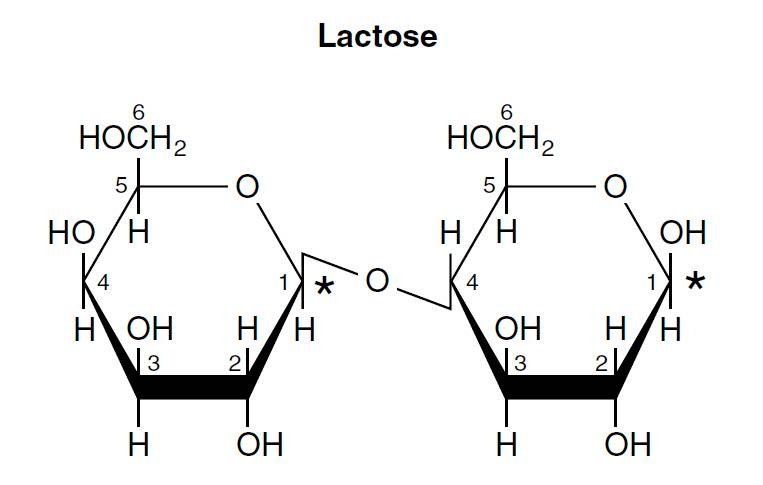 Lactose
6 6
HOCH2 HOCH2
5 O 5 O
HO H H H OH
4 1 * O 4 1 *
H OH H H OH H H
3 2 3 2
H OH H OH